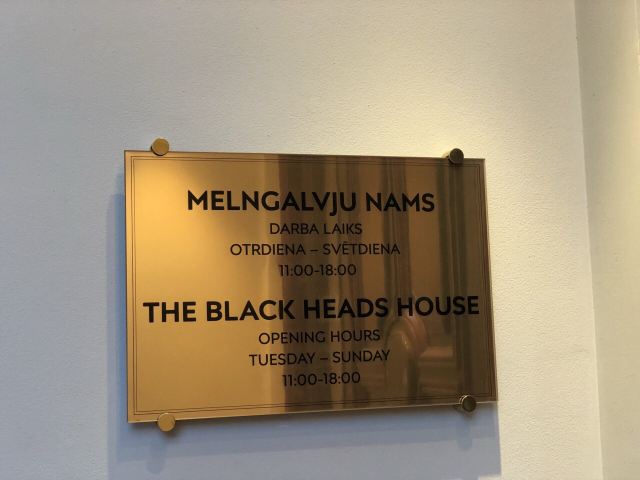 MELNGALVJU NAMS
DARBA LAIKS
OTRDIENA – SVĒTDIENA
11:00-18:00
THE BLACK HEADS HOUSE
OPENING HOURS
TUESDAY – SUNDAY
11:00-18:00